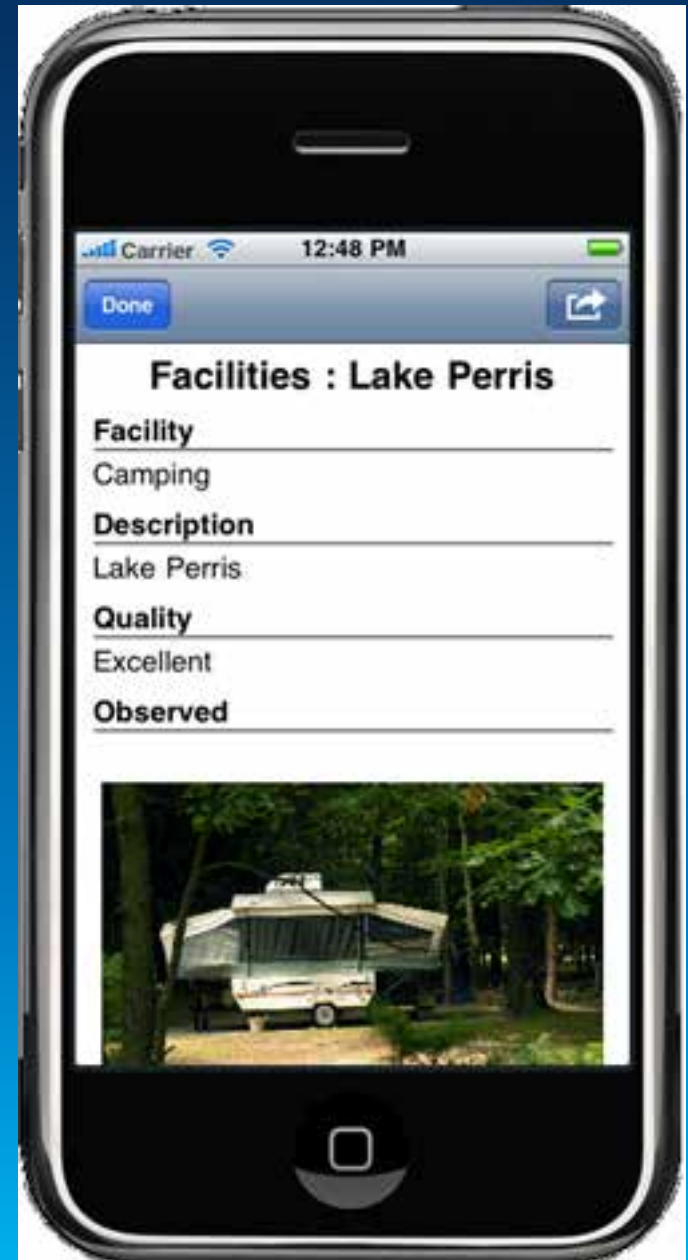 Carrier 12:48 PM
Done
Facilities : Lake Perris
Facility
Camping
Description
Lake Perris
Quality
Excellent
Observed